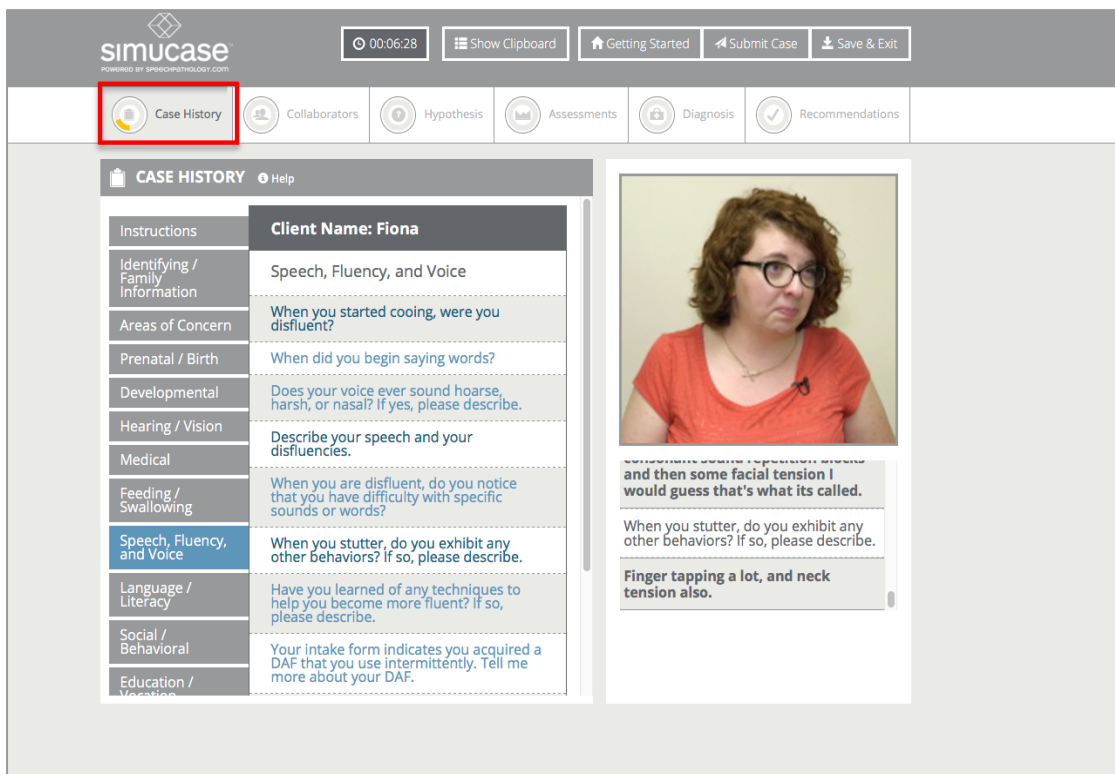 simucase
POWERED BY SPEECHPATHOLOGY.COM
00:06:28
Show Clipboard
Getting Started
Submit Case
Save & Exit
Case History
Collaborators
Hypothesis
Assessments
Diagnosis
Recommendations
CASE HISTORY
Help
Instructions
Identifying /
Family
Information
Areas of Concern
Prenatal / Birth
Developmental
Hearing / Vision
Medical
Feeding /
Swallowing
Speech, Fluency,
and Voice
Language /
Literacy
Social /
Behavioral
Education /
Vocation
Client Name: Fiona
Speech, Fluency, and Voice
When you started cooing, were you
disfluent?
When did you begin saying words?
Does your voice ever sound hoarse,
harsh, or nasal? If yes, please describe.
Describe your speech and your
disfluencies.
When you are disfluent, do you notice
that you have difficulty with specific
sounds or words?
When you stutter, do you exhibit any
other behaviors? If so, please describe.
Have you learned of any techniques to
help you become more fluent? If so,
please describe.
Your intake form indicates you acquired a
DAF that you use intermittently. Tell me
more about your DAF.
consonant sound repetition blocks
and then some facial tension I
would guess that's what its called.
When you stutter, do you exhibit any
other behaviors? If so, please describe.
Finger tapping a lot, and neck
tension also.